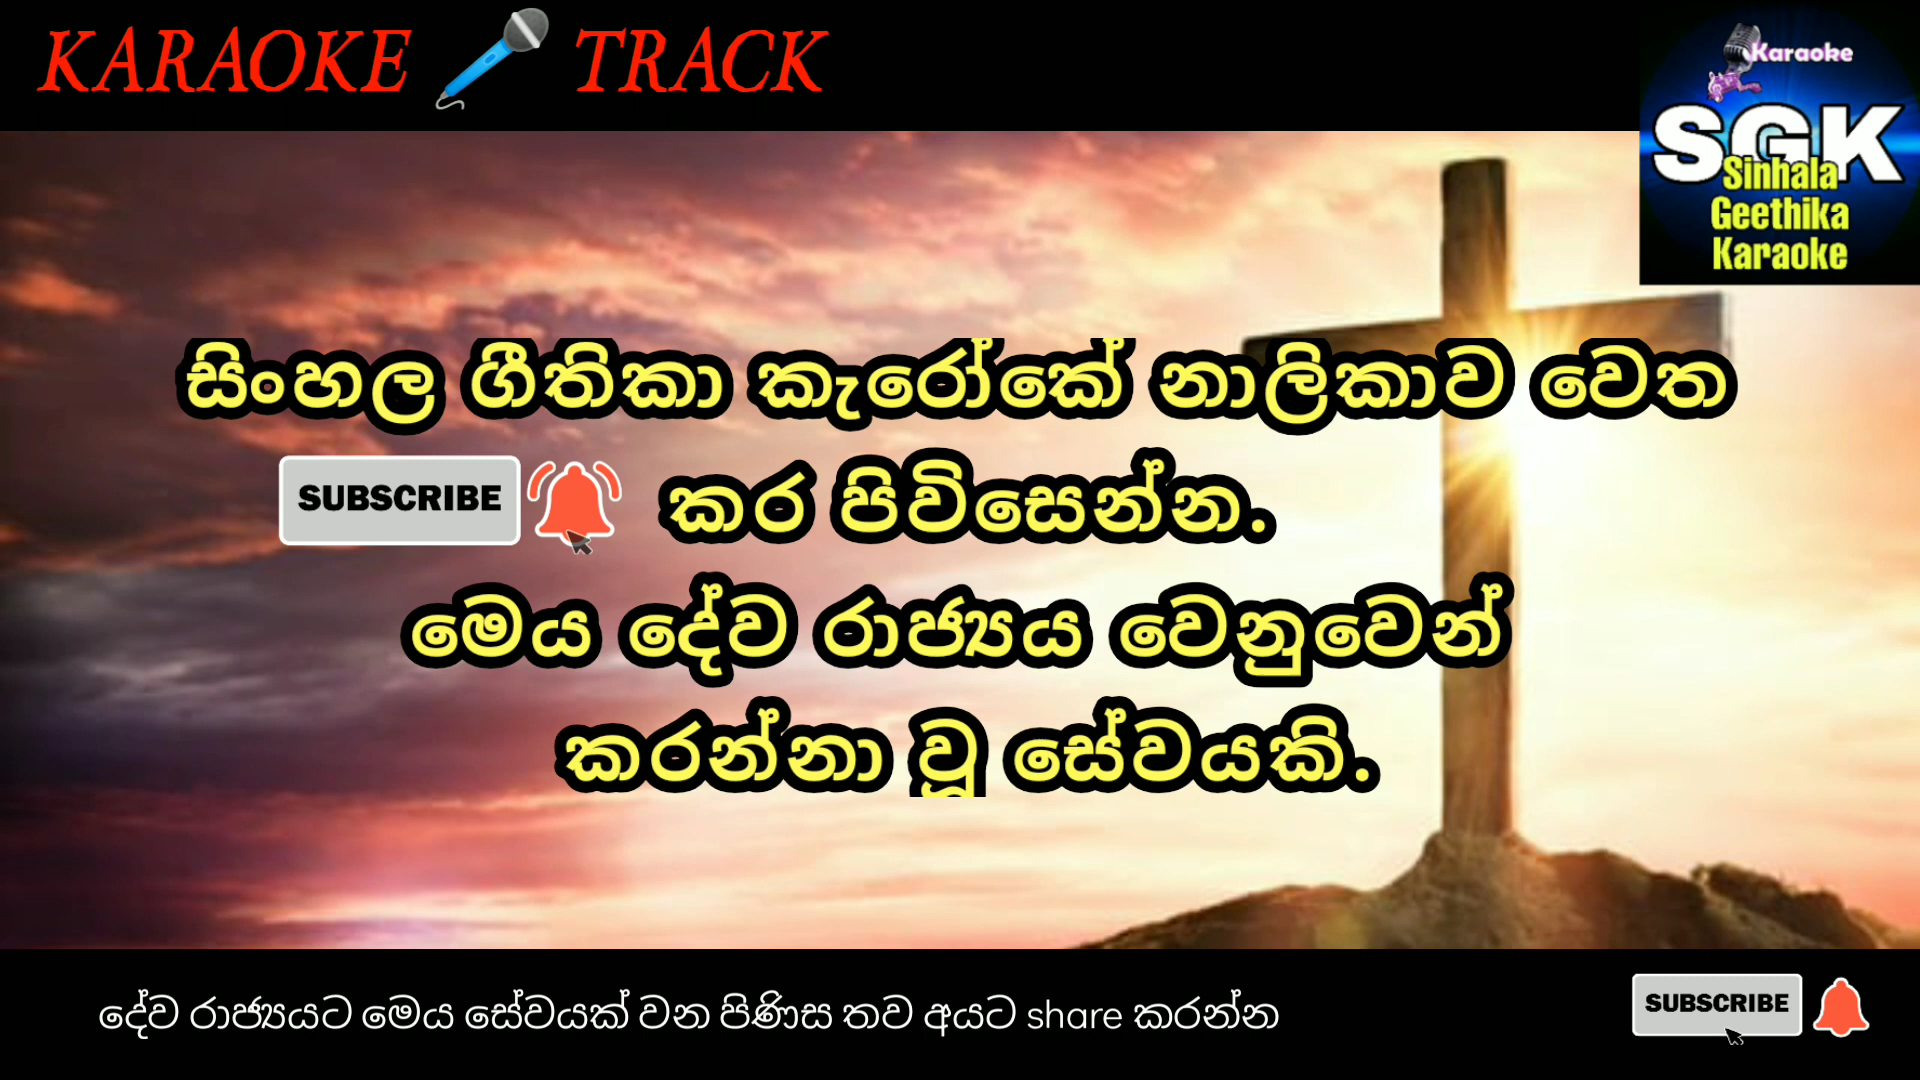 KARAOKE TRACK
Karaoke
SGK
Sinhala
Geethika
Karaoke
සිංහල ගීතිකා කැරෝකේ නාලිකාව වෙත
SUBSCRIBE කර පිවිසෙන්න.
මෙය දේව රාජ්‍යය වෙනුවෙන්
කරන්නා වූ සේවයකි.
දේව රාජ්‍යයට මෙය සේවයක් වන පිණිස තව අයට share කරන්න
SUBSCRIBE